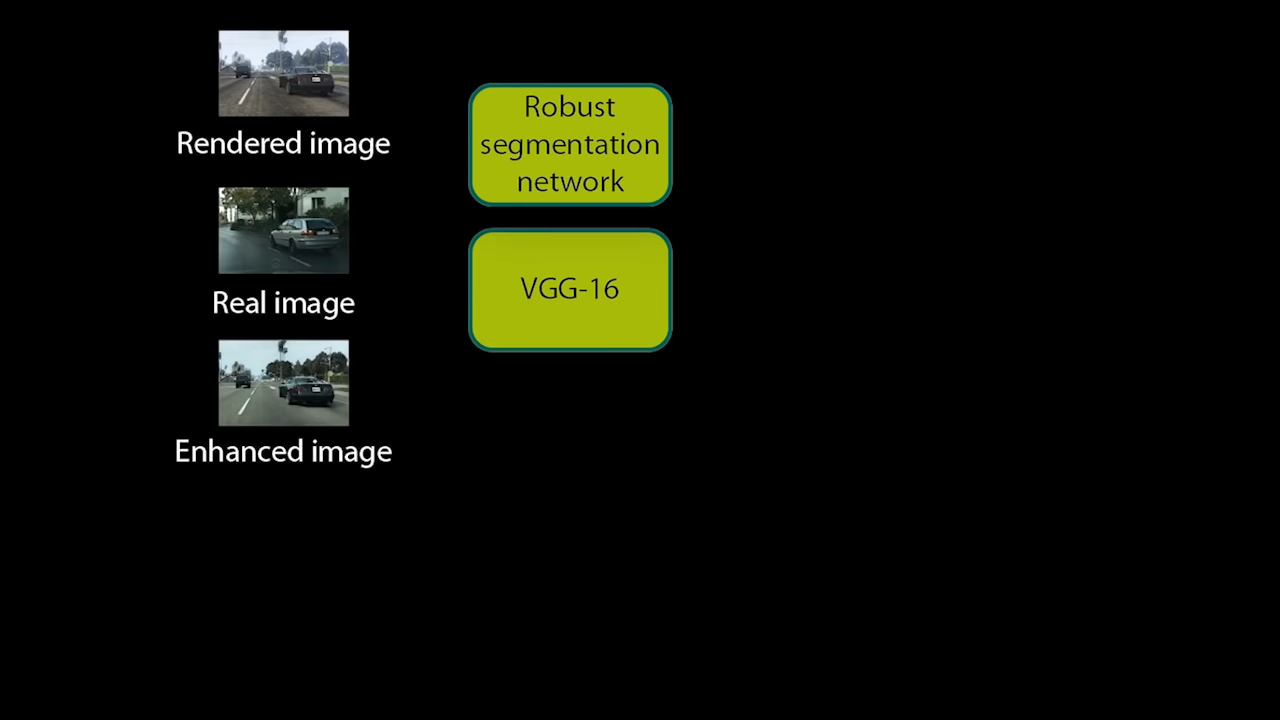 Rendered image
Real image
Enhanced image
Robust
segmentation
network
VGG-16